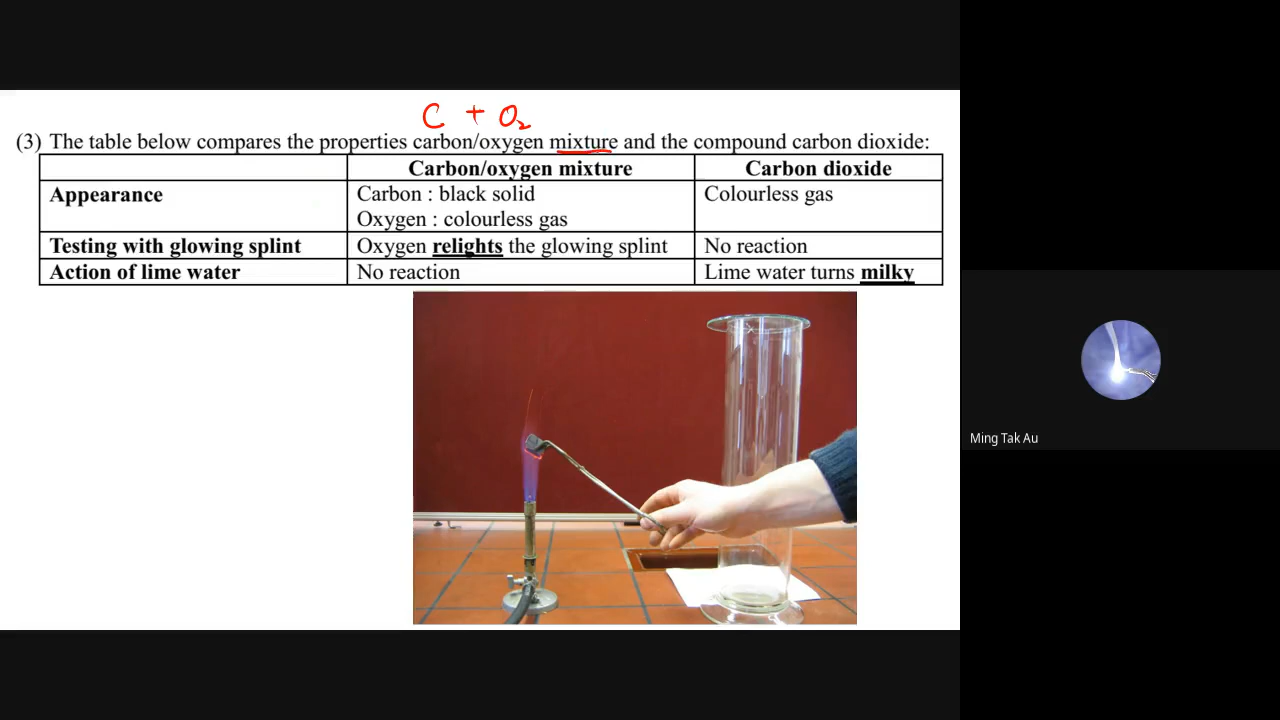 C + O₂
(3) The table below compares the properties carbon/oxygen mixture and the compound carbon dioxide:
Carbon/oxygen mixture Carbon dioxide
Appearance Carbon : black solid Colourless gas
Oxygen : colourless gas
Testing with glowing splint Oxygen relights the glowing splint No reaction
Action of lime water No reaction Lime water turns milky
Ming Tak Au